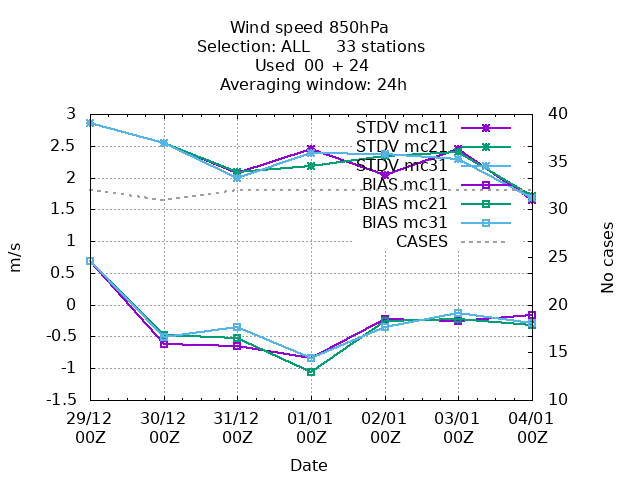 Wind speed 850hPa
Selection: ALL     33 stations
Used  00 + 24
Averaging window: 24h
3
2.5
2
1.5
1
0.5
0
-0.5
-1
-1.5
m/s
STDV mc11
STDV mc21
STDV mc31
BIAS mc11
BIAS mc21
BIAS mc31
CASES
40
35
30
25
20
15
10
No cases
29/12 30/12 31/12 01/01 02/01 03/01 04/01
00Z 00Z 00Z 00Z 00Z 00Z 00Z
Date